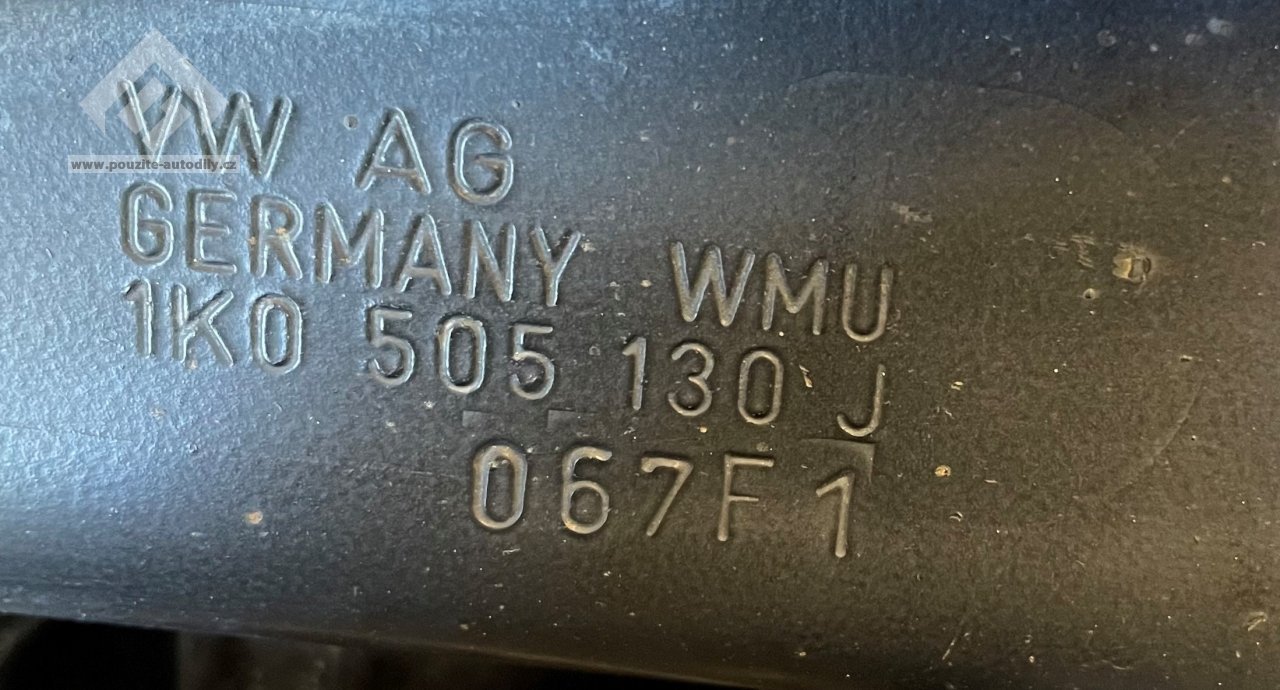 VW AG
www.pouzite-autodily.cz
GERMANY WMU
1K0 505 130 J
067F1